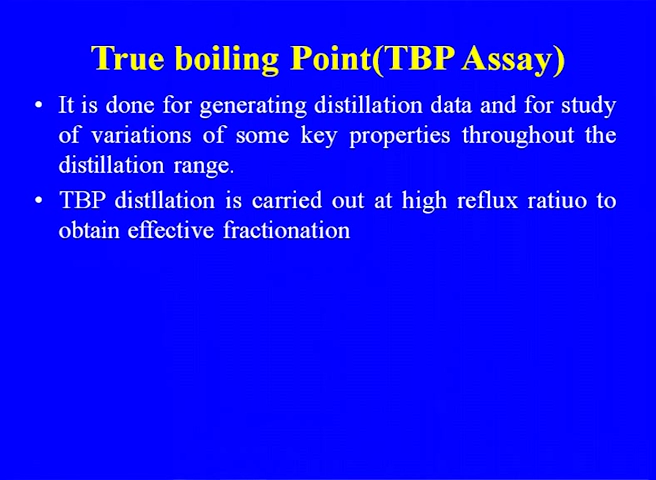 True boiling Point(TBP Assay)
• It is done for generating distillation data and for study
of variations of some key properties throughout the
distillation range.
• TBP distllation is carried out at high reflux ratiuo to
obtain effective fractionation